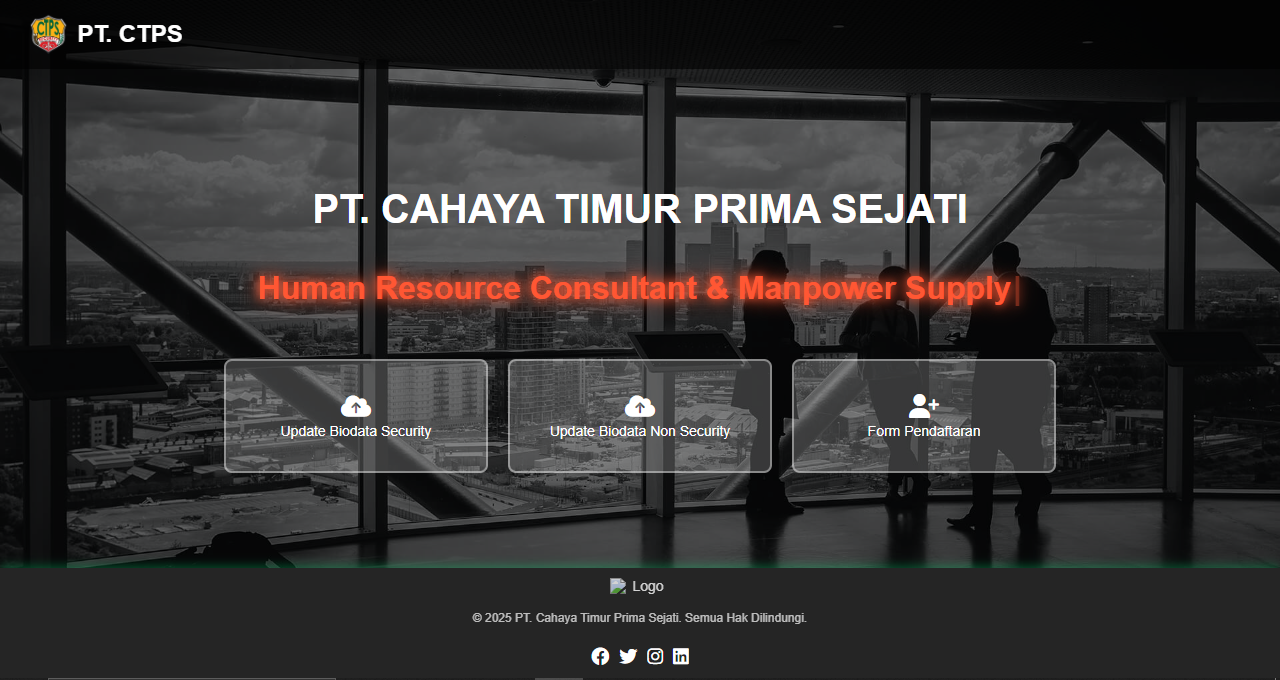 CTPS
PT. CTPS
PT. CAHAYA TIMUR PRIMA SEJATI
Human Resource Consultant & Manpower Supply|
Update Biodata Security
Update Biodata Non Security
Form Pendaftaran
Logo
© 2025 PT. Cahaya Timur Prima Sejati. Semua Hak Dilindungi.